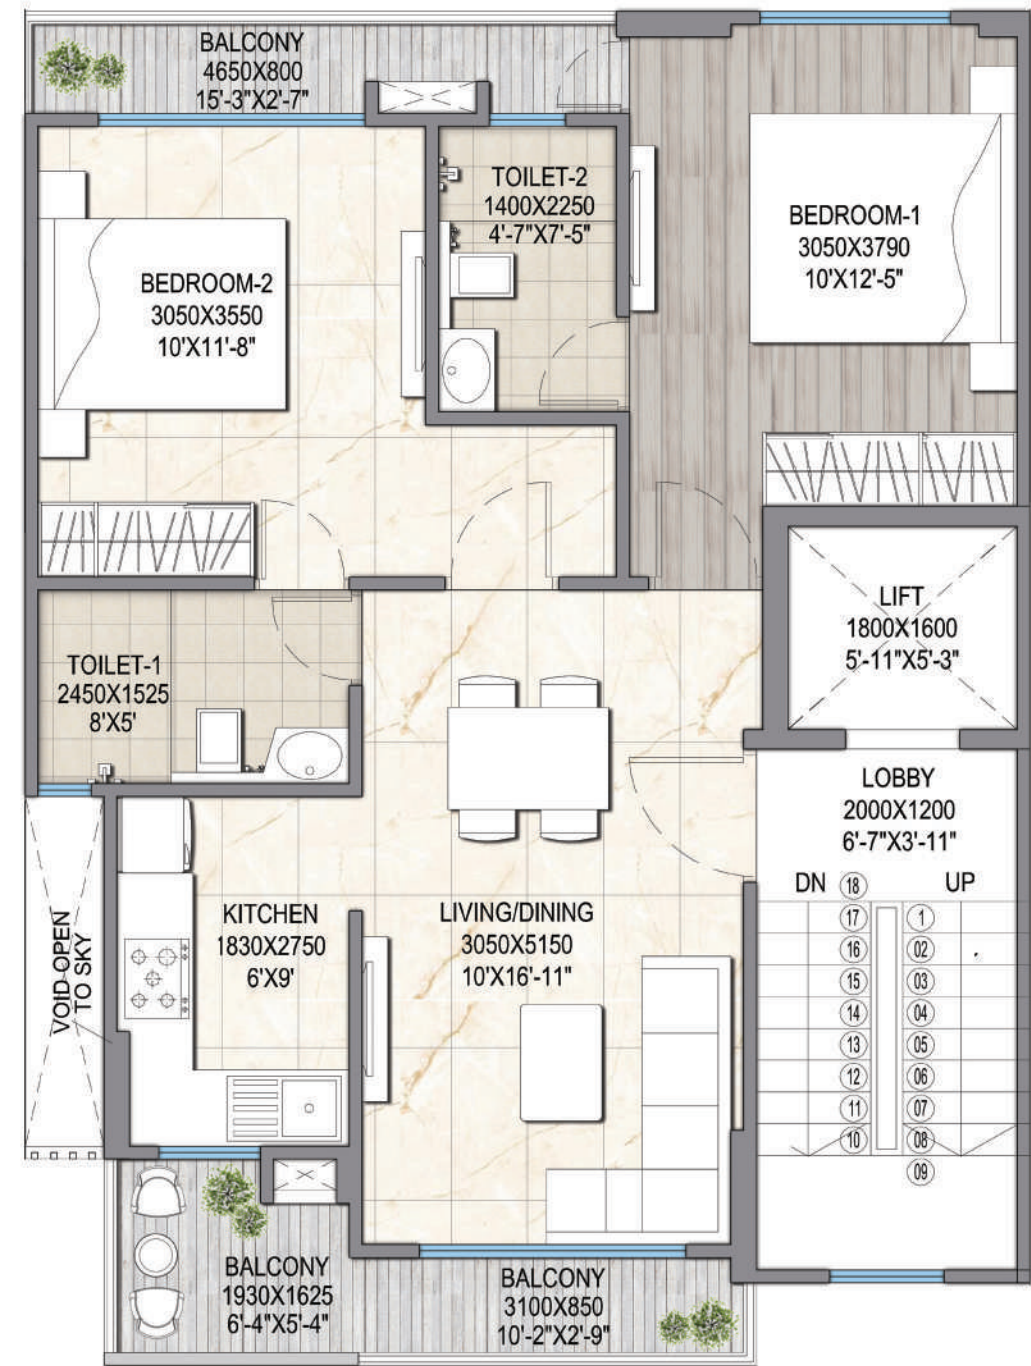 BALCONY
4650X800
15'-3"X2'-7"
TOILET-2
1400X2250
4'-7"X7'-5"
BEDROOM-1
3050X3790
10'X12'-5"
BEDROOM-2
3050X3550
10'X11'-8"
LIFT
1800X1600
5'-11"X5'-3"
TOILET-1
2450X1525
8'X5'
LOBBY
2000X1200
6'-7"X3'-11"
DN 18 UP
17 1
16 02
15 03
14 04
13 05
12 06
11 07
10 08
09
KITCHEN
1830X2750
6'X9'
LIVING/DINING
3050X5150
10'X16'-11"
VOID-OPEN
TO SKY
BALCONY
1930X1625
6'-4"X5'-4"
BALCONY
3100X850
10'-2"X2'-9"